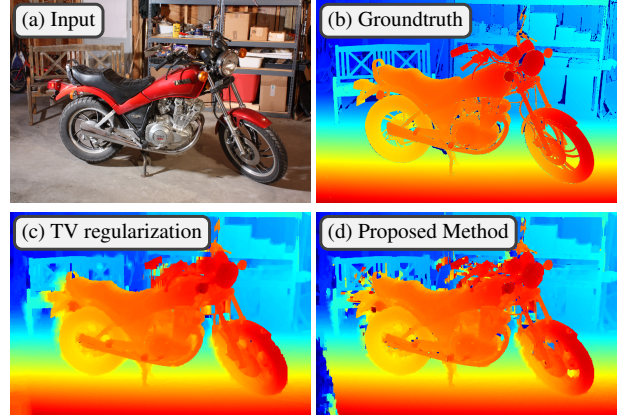 (a) Input
(b) Groundtruth
(c) TV regularization
(d) Proposed Method